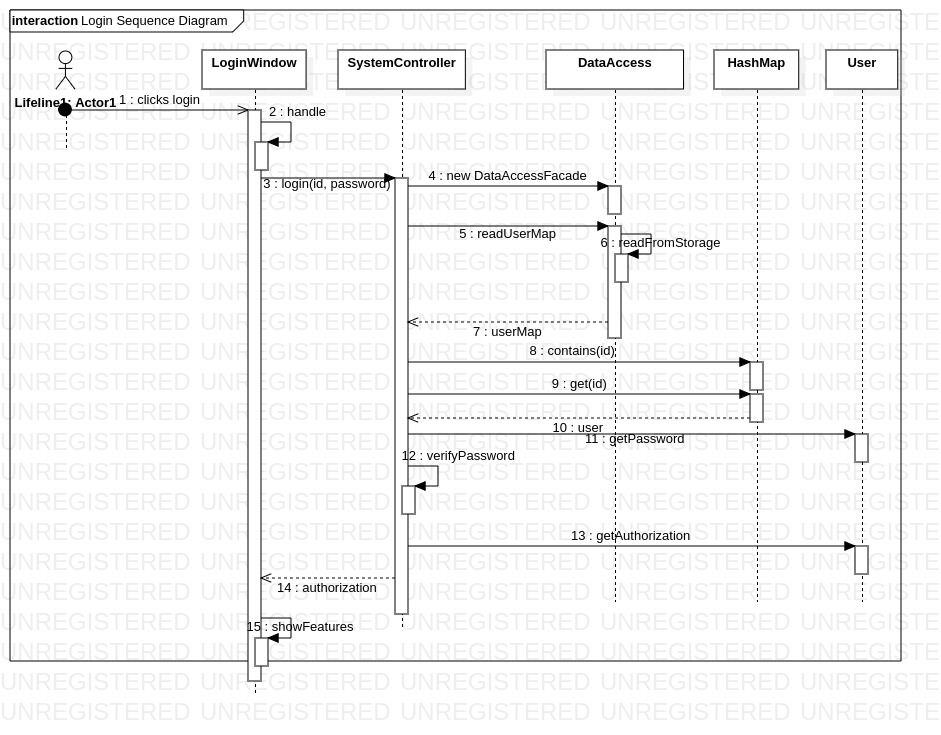 interaction Login Sequence Diagram
LoginWindow
SystemController
DataAccess
HashMap
User
Lifeline1: Actor1
1 : clicks login
2 : handle
3 : login(id, password)
4 : new DataAccessFacade
5 : readUserMap
6 : readFromStorage
7 : userMap
8 : contains(id)
9 : get(id)
10 : user
11 : getPassword
12 : verifyPassword
13 : getAuthorization
14 : authorization
15 : showFeatures
UNREGISTERED UNREGISTERED UNREGISTERED UNREGISTERED UNREGISTERED